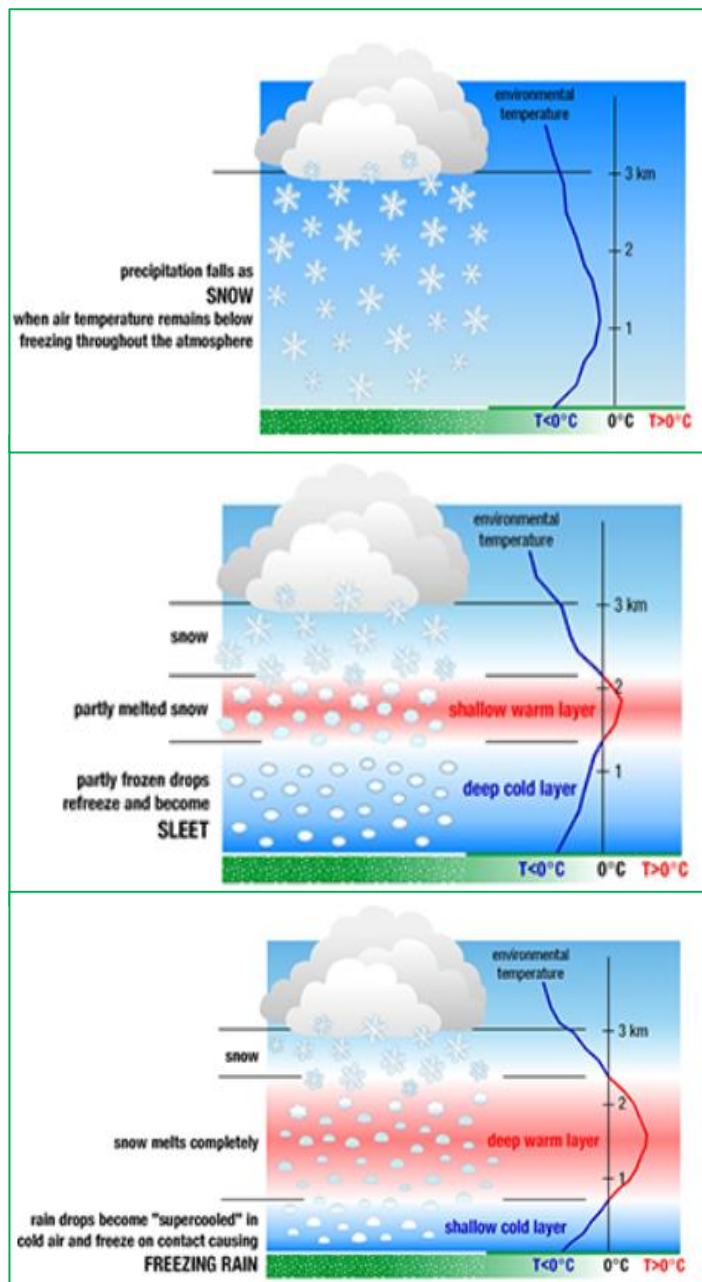 environmental
temperature
3 km
2
precipitation falls as
SNOW
when air temperature remains below
freezing throughout the atmosphere
1
T<0°C 0°C T>0°C
environmental
temperature
3 km
snow
2
partly melted snow
shallow warm layer
1
partly frozen drops
refreeze and become
SLEET
deep cold layer
T<0°C 0°C T>0°C
environmental
temperature
3 km
snow
2
snow melts completely
deep warm layer
1
rain drops become "supercooled" in
cold air and freeze on contact causing
FREEZING RAIN
shallow cold layer
T<0°C 0°C T>0°C